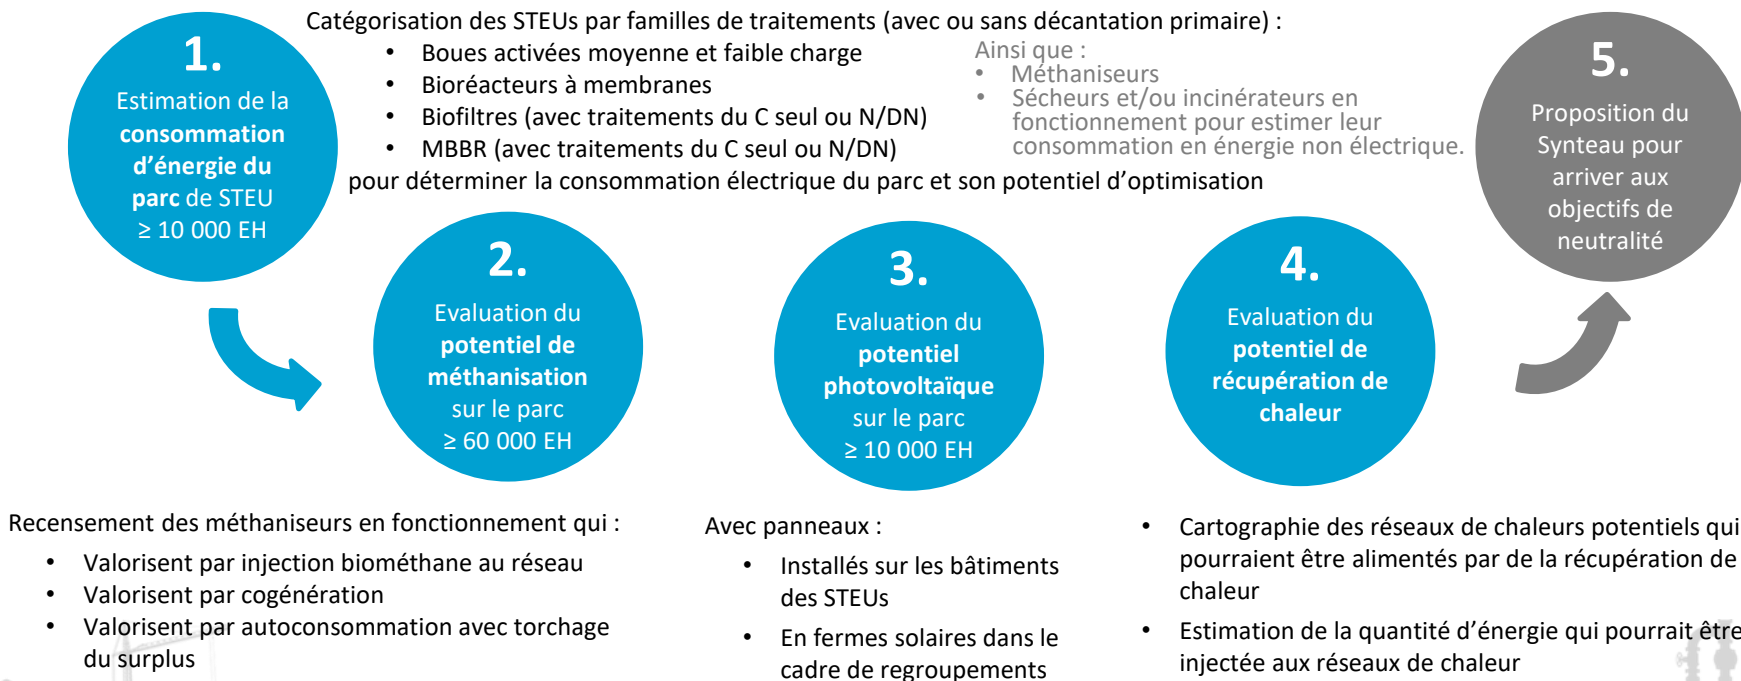 Catégorisation des STEUs par familles de traitements (avec ou sans décantation primaire) :
• Boues activées moyenne et faible charge
• Bioréacteurs à membranes
• Biofiltres (avec traitements du C seul ou N/DN)
• MBBR (avec traitements du C seul ou N/DN)
Ainsi que :
• Méthaniseurs
• Sécheurs et/ou incinérateurs en
fonctionnement pour estimer leur
consommation en énergie non électrique.
pour déterminer la consommation électrique du parc et son potentiel d'optimisation
1.
Estimation de la
consommation
d'énergie du
parc de STEU
≥ 10 000 EH
2.
Evaluation du
potentiel de
méthanisation
sur le parc
≥ 60 000 EH
3.
Evaluation du
potentiel
photovoltaïque
sur le parc
≥ 10 000 EH
4.
Evaluation du
potentiel de
récupération de
chaleur
5.
Proposition du
Synteau pour
arriver aux
objectifs de
neutralité
Recensement des méthaniseurs en fonctionnement qui :
• Valorisent par injection biométhane au réseau
• Valorisent par cogénération
• Valorisent par autoconsommation avec torchage
du surplus
Avec panneaux :
• Installés sur les bâtiments
des STEUs
• En fermes solaires dans le
cadre de regroupements
• Cartographie des réseaux de chaleurs potentiels qui
pourraient être alimentés par de la récupération de
chaleur
• Estimation de la quantité d'énergie qui pourrait être
injectée aux réseaux de chaleur